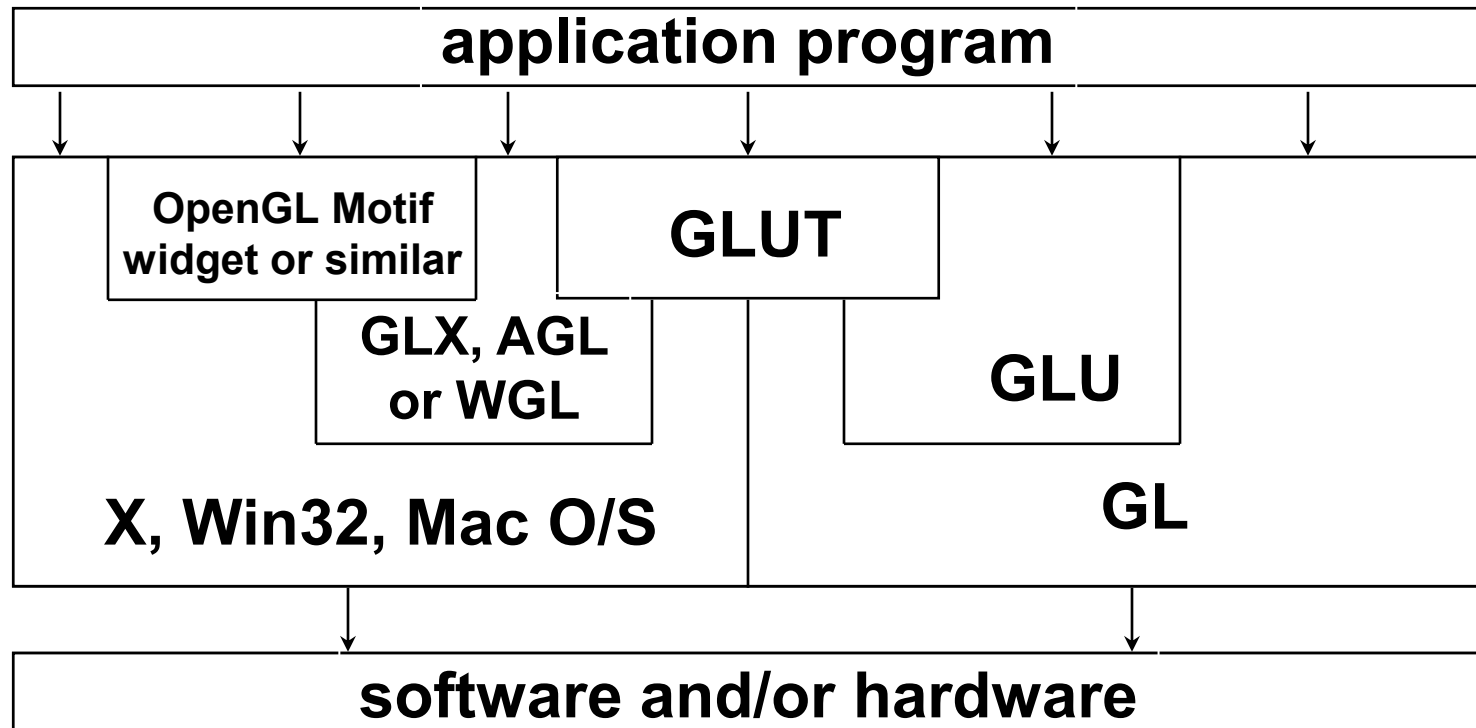 application program
OpenGL Motif
widget or similar
GLUT
GLX, AGL
or WGL
GLU
X, Win32, Mac O/S
GL
software and/or hardware